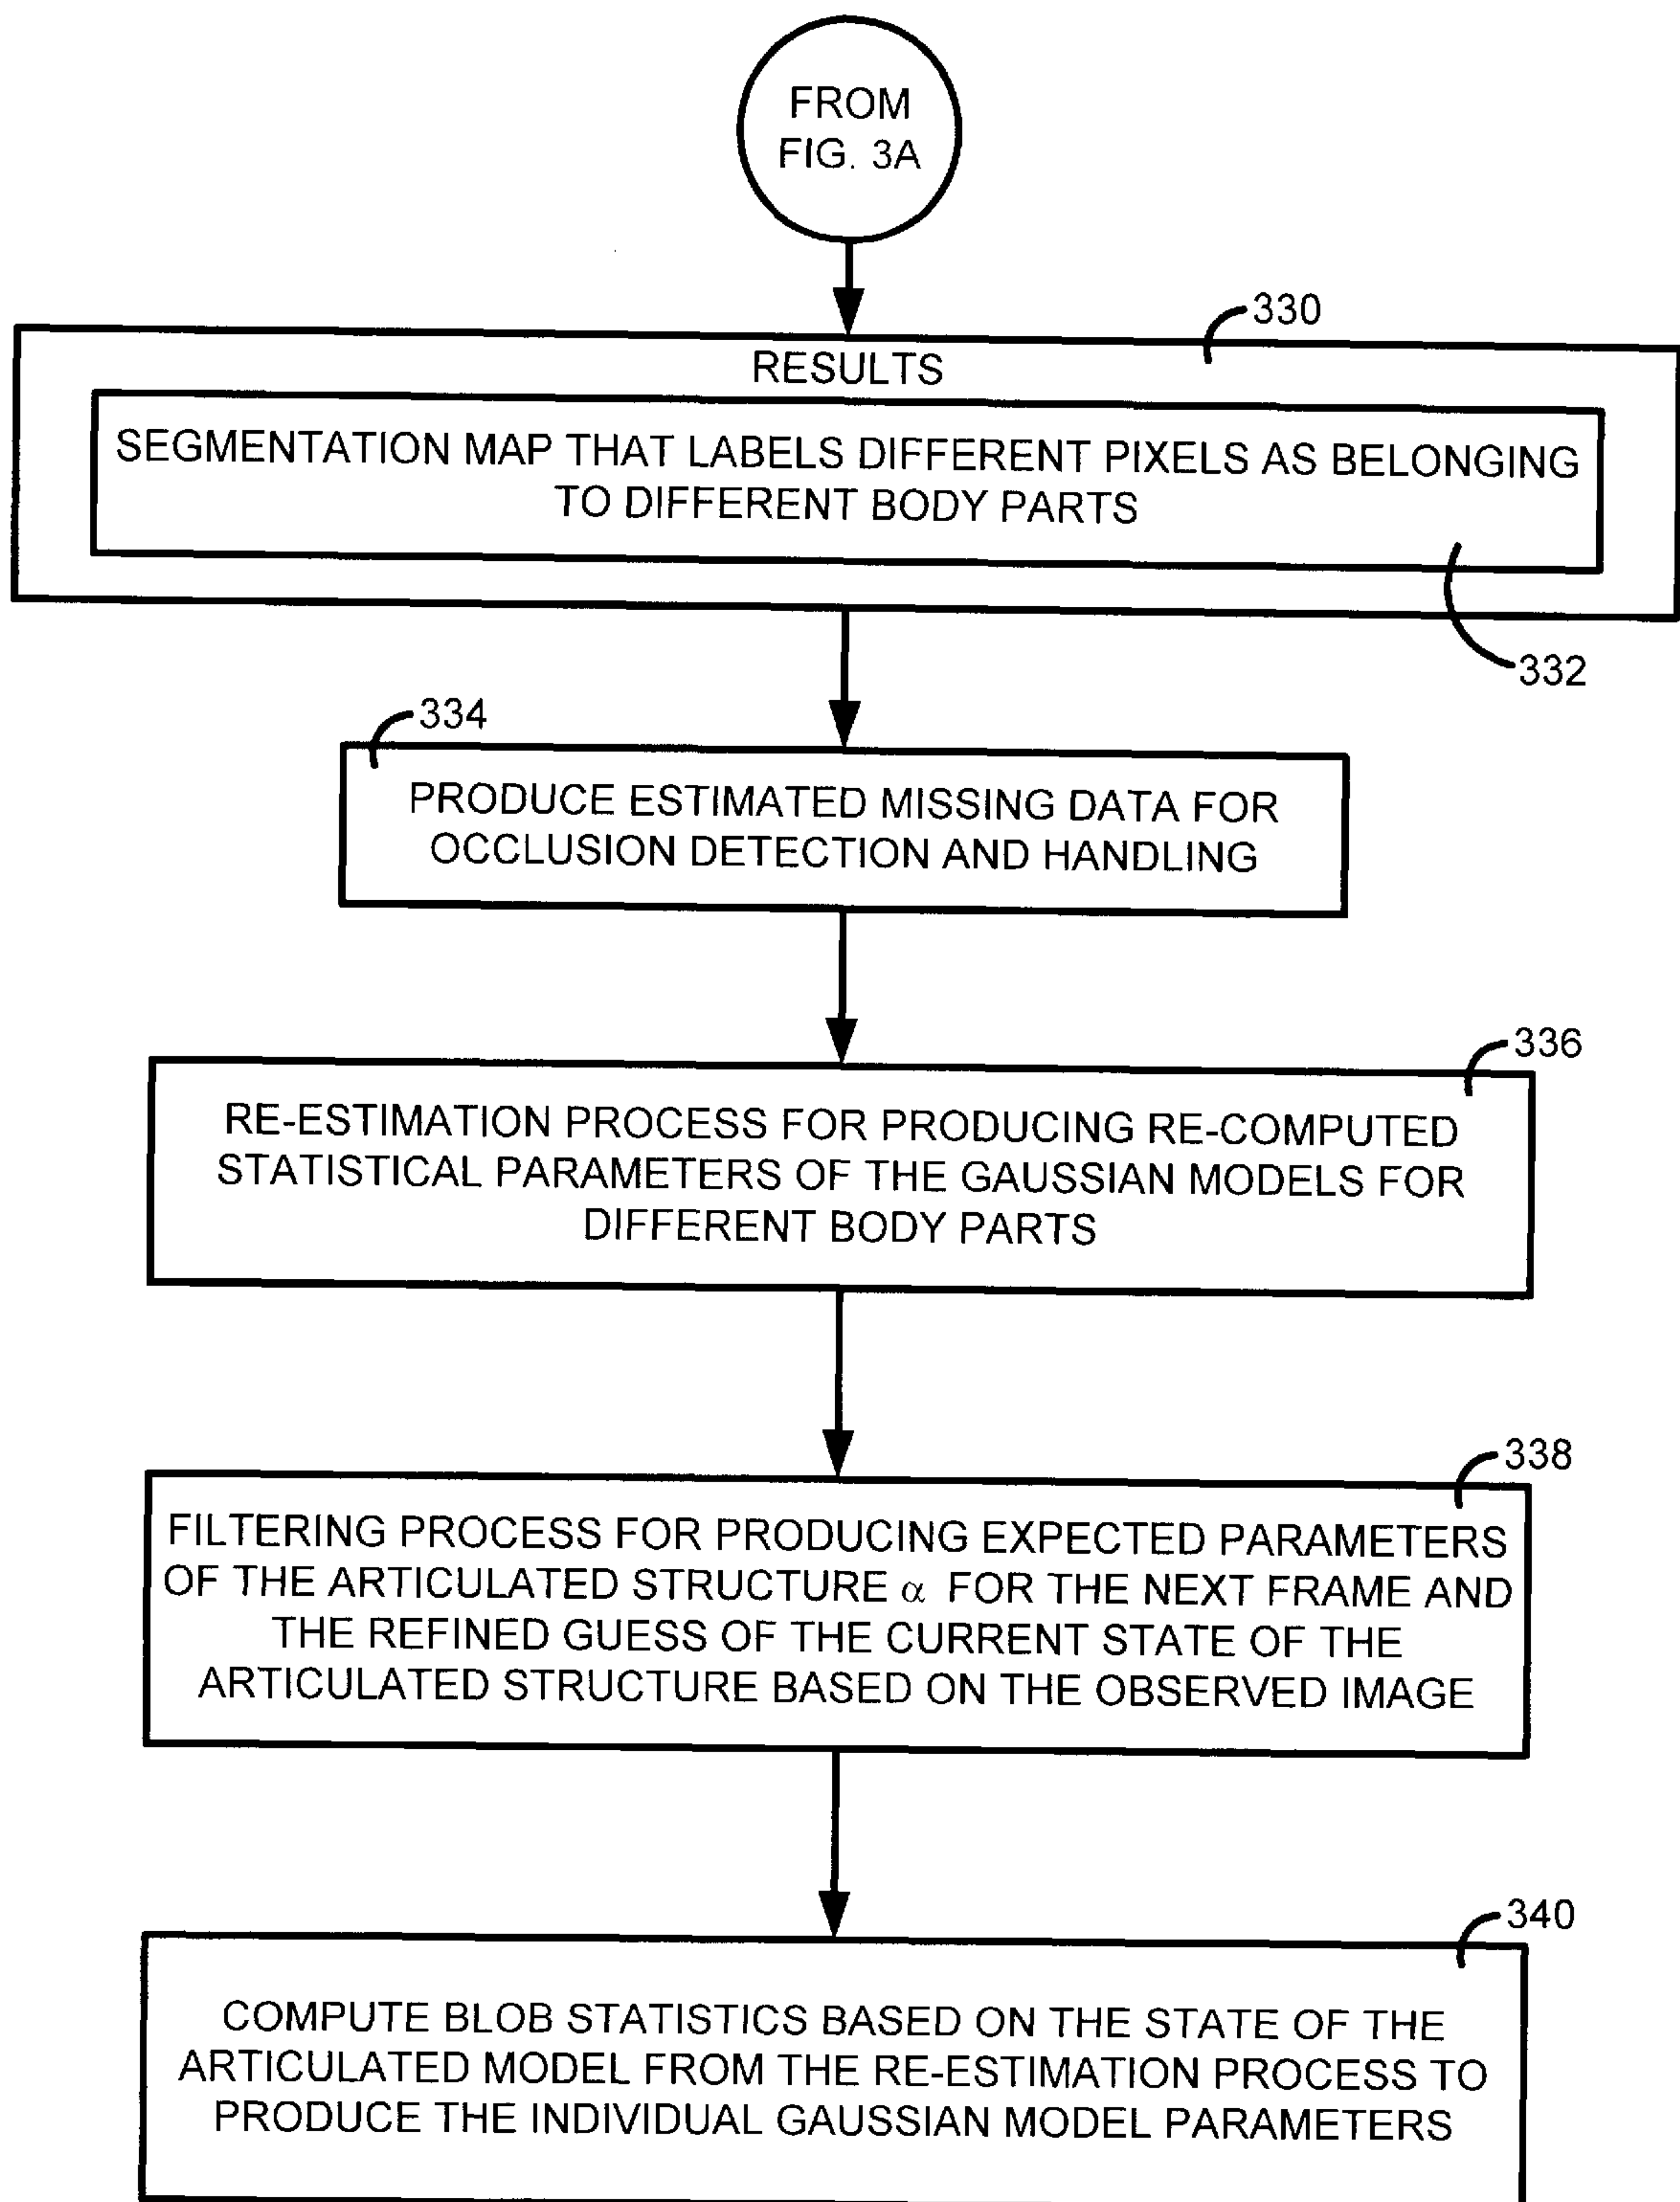 FROM
FIG. 3A
330
RESULTS
SEGMENTATION MAP THAT LABELS DIFFERENT PIXELS AS BELONGING
TO DIFFERENT BODY PARTS
332
334
PRODUCE ESTIMATED MISSING DATA FOR
OCCLUSION DETECTION AND HANDLING
336
RE-ESTIMATION PROCESS FOR PRODUCING RE-COMPUTED
STATISTICAL PARAMETERS OF THE GAUSSIAN MODELS FOR
DIFFERENT BODY PARTS
338
FILTERING PROCESS FOR PRODUCING EXPECTED PARAMETERS
OF THE ARTICULATED STRUCTURE α FOR THE NEXT FRAME AND
THE REFINED GUESS OF THE CURRENT STATE OF THE
ARTICULATED STRUCTURE BASED ON THE OBSERVED IMAGE
340
COMPUTE BLOB STATISTICS BASED ON THE STATE OF THE
ARTICULATED MODEL FROM THE RE-ESTIMATION PROCESS TO
PRODUCE THE INDIVIDUAL GAUSSIAN MODEL PARAMETERS